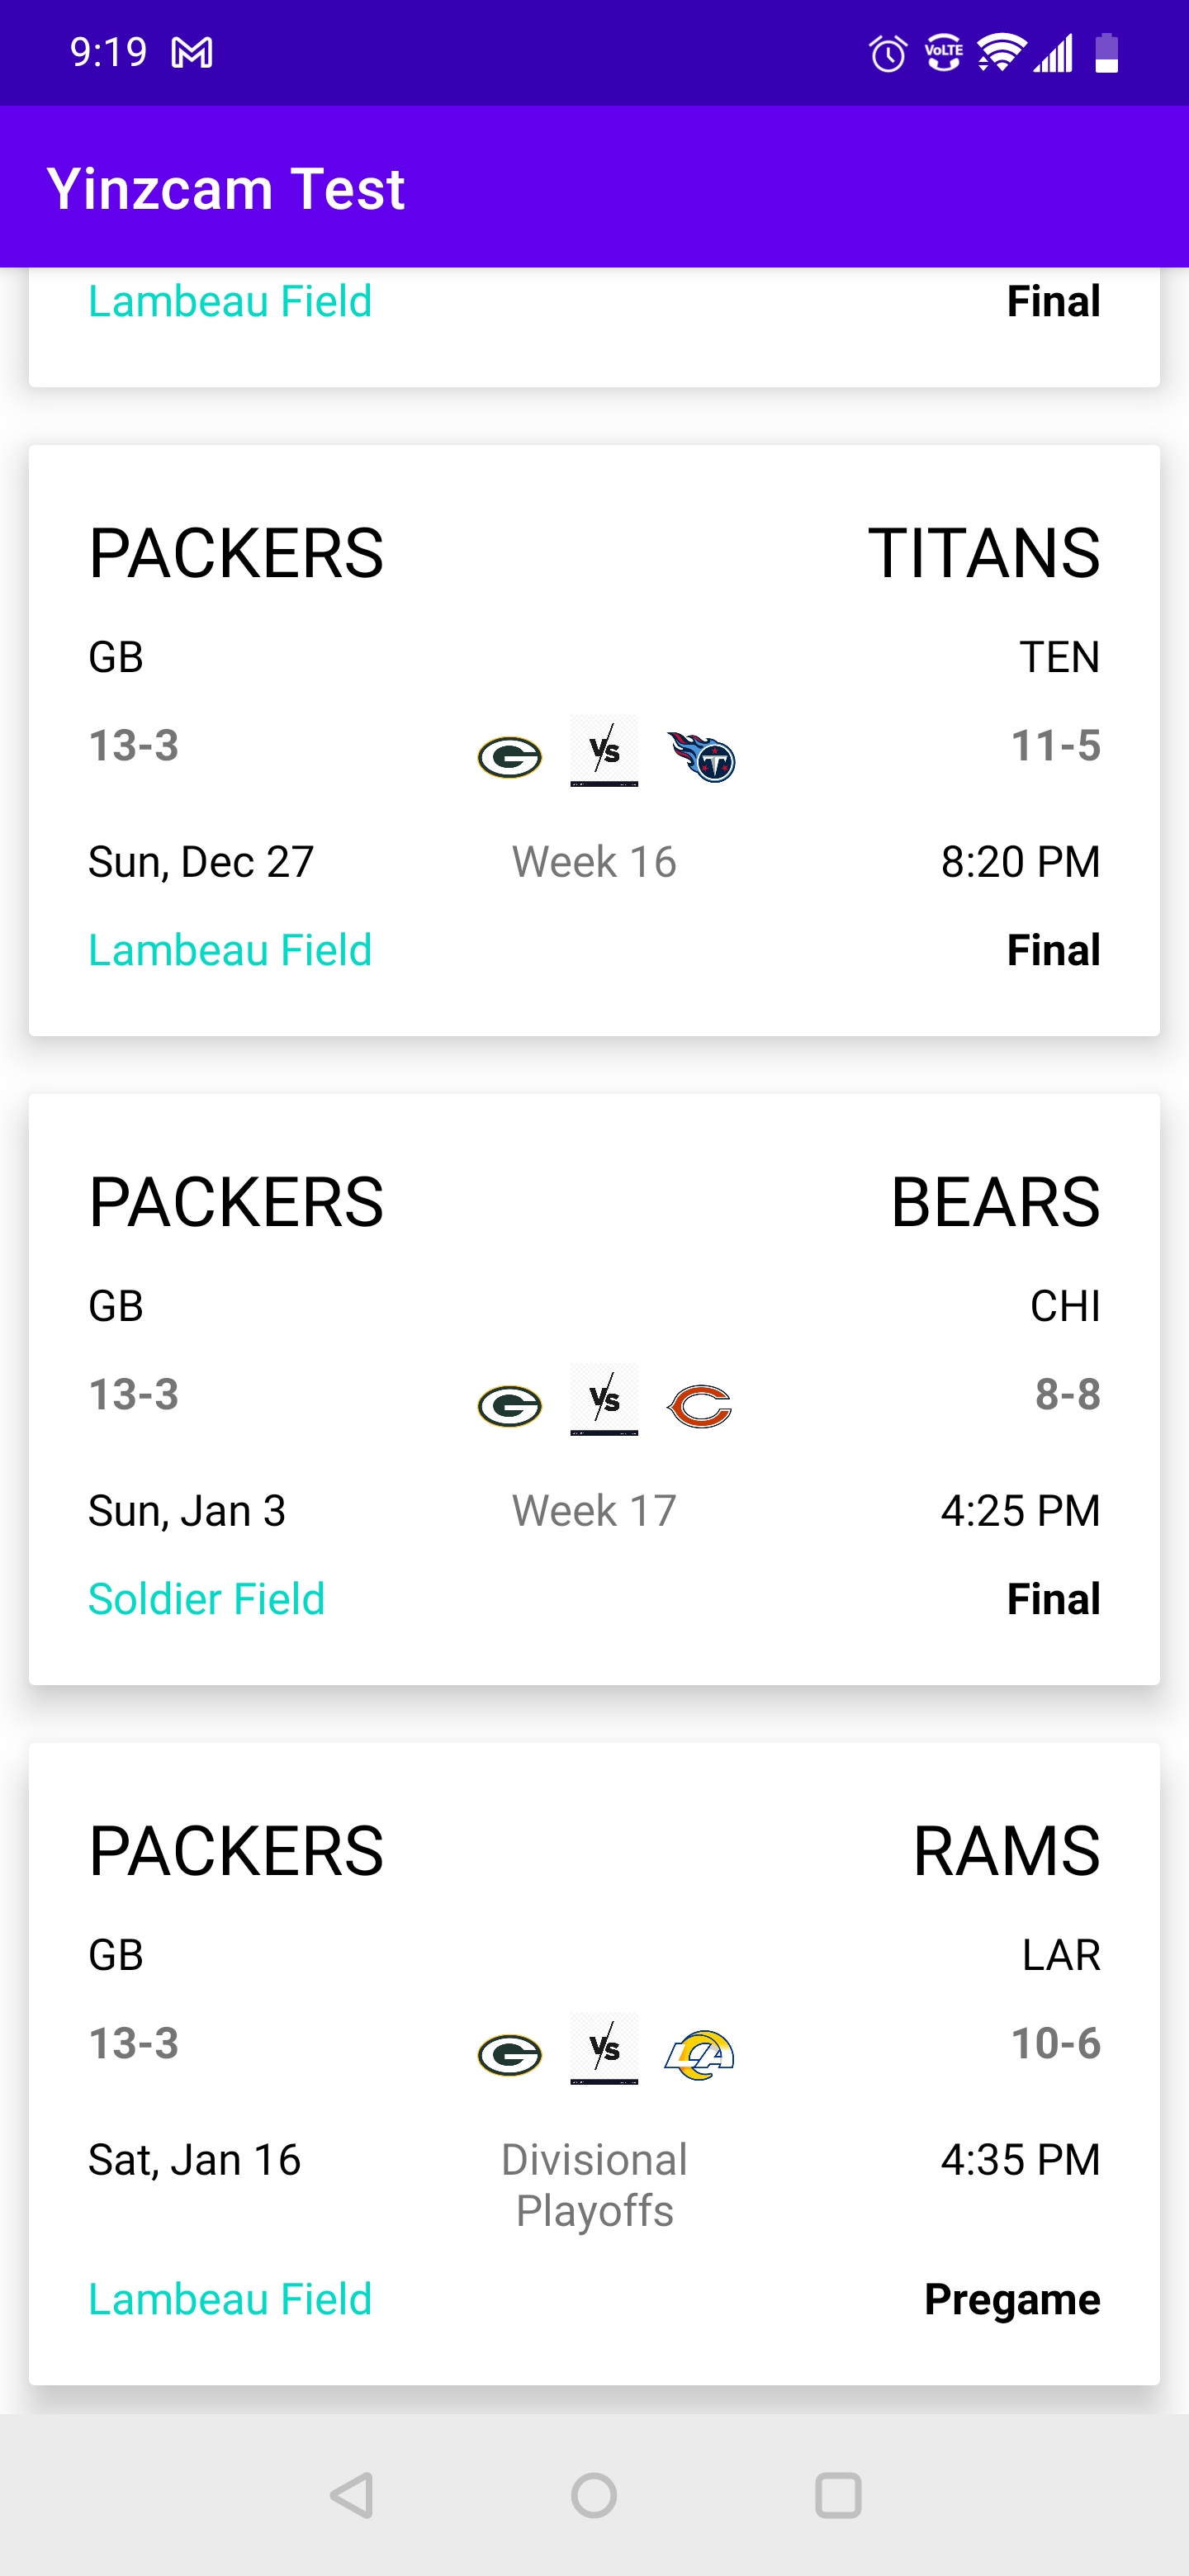 9:19 VoLTE
Yinzcam Test
Lambeau Field Final
PACKERS TITANS
GB TEN
13-3 VS 11-5
Sun, Dec 27 Week 16 8:20 PM
Lambeau Field Final
PACKERS BEARS
GB CHI
13-3 VS 8-8
Sun, Jan 3 Week 17 4:25 PM
Soldier Field Final
PACKERS RAMS
GB LAR
13-3 VS LA 10-6
Sat, Jan 16 Divisional 4:35 PM
Playoffs
Lambeau Field Pregame